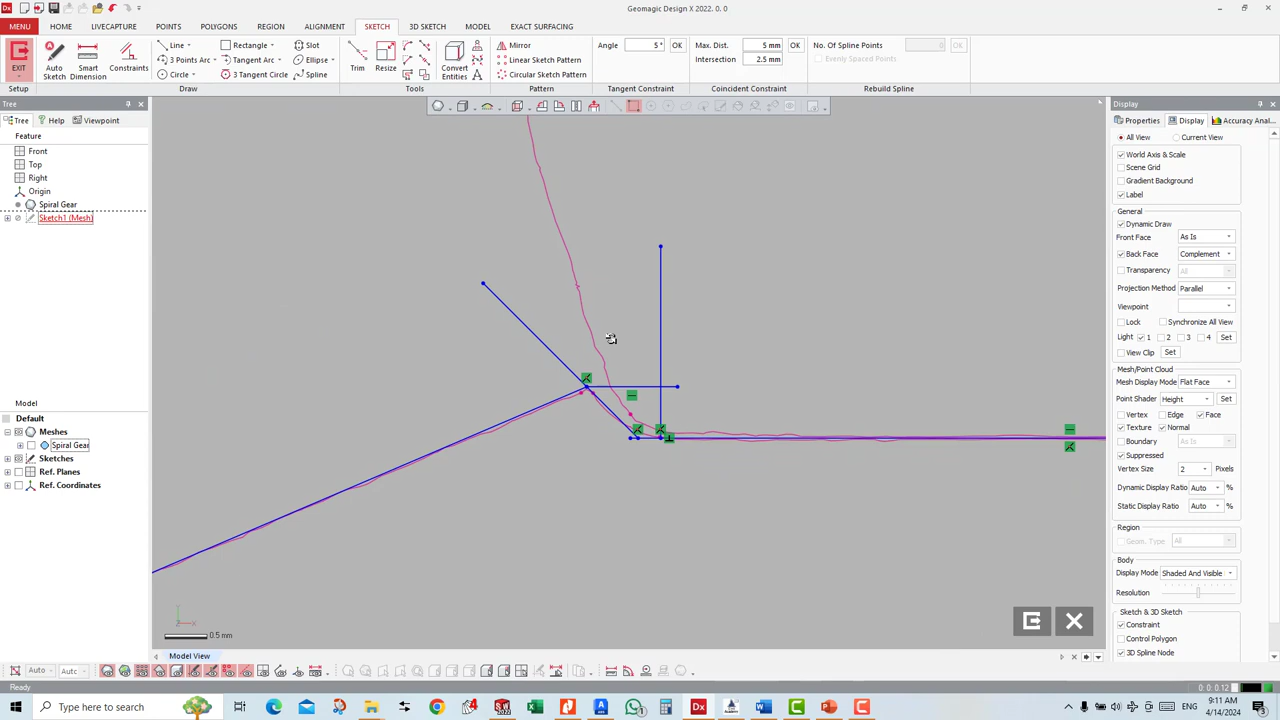 Geomagic Design X 2022. 0. 0
MENU HOME LIVECAPTURE POINTS POLYGONS REGION ALIGNMENT SKETCH 3D SKETCH MODEL EXACT SURFACING
EXIT
Auto Sketch
Smart Dimension
Constraints
Line
Rectangle
Slot
3 Points Arc
Tangent Arc
Ellipse
Circle
3 Tangent Circle
Spline
Trim
Resize
Convert Entities
Mirror
Linear Sketch Pattern
Circular Sketch Pattern
Angle 5° OK
Max. Dist. 5 mm OK
Intersection 2.5 mm
No. Of Spline Points 0 OK
Evenly Spaced Points
Setup Draw Tools Pattern Tangent Constraint Coincident Constraint Rebuild Spline
Tree
Tree Help Viewpoint
Feature
Front
Top
Right
Origin
Spiral Gear
Sketch1 (Mesh)
Model
Default
Meshes
Spiral Gear
Sketches
Ref. Planes
Ref. Coordinates
0.5 mm
Model View
Display
Properties Display Accuracy Anal...
All View Current View
World Axis & Scale
Scene Grid
Gradient Background
Label
General
Dynamic Draw
Front Face As Is
Back Face Complement
Transparency All
Projection Method Parallel
Viewpoint
Lock Synchronize All View
Light 1 2 3 4 Set
View Clip Set
Mesh/Point Cloud
Mesh Display Mode Flat Face
Point Shader Height Set
Vertex Edge Face
Texture Normal
Boundary As Is
Suppressed
Vertex Size 2 Pixels
Dynamic Display Ratio Auto %
Static Display Ratio Auto %
Region
Geom. Type All
Body
Display Mode Shaded And Visible
Resolution
Sketch & 3D Sketch
Constraint
Control Polygon
3D Spline Node
Auto Autc
Ready
0: 0: 0.12
Type here to search
9:11 AM
4/14/2024